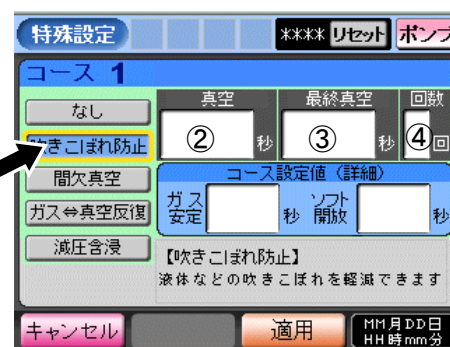 特殊設定
**** リセット ポンプ
コース 1
なし
吹きこぼれ防止
間欠真空
ガス⇔真空反復
減圧含浸
真空 最終真空 回数
② 秒 ③ 秒 ④ 回
コース設定値（詳細）
ガス安定 秒 ソフト開放 秒
【吹きこぼれ防止】
液体などの吹きこぼれを軽減できます
キャンセル 適用 MM月DD日
HH時mm分